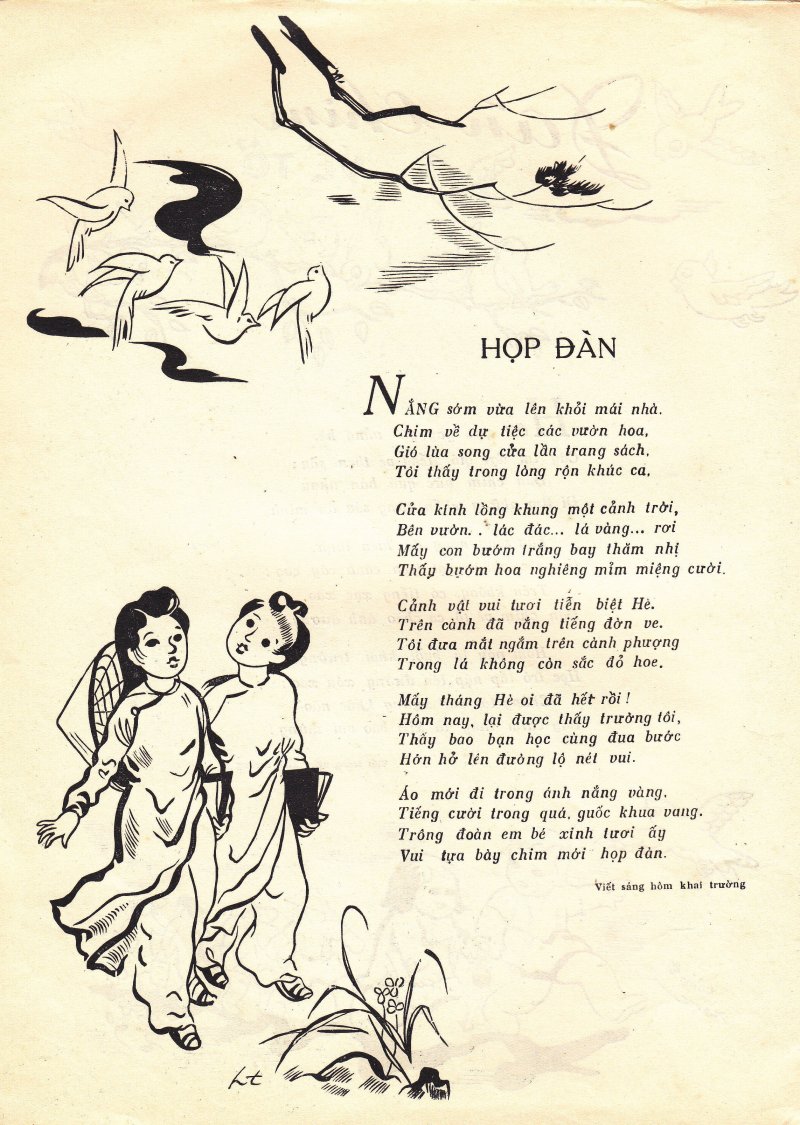 HỌP ĐÀN
NẮNG sớm vừa lên khỏi mái nhà.
Chim về dự tiệc các vườn hoa,
Gió lùa song cửa lần trang sách,
Tôi thấy trong lòng rộn khúc ca,
Cửa kính lồng khung một cảnh trời,
Bên vườn. . lác đác... lá vàng... rơi
Mấy con bướm trắng bay thăm nhị
Thấy bướm hoa nghiêng mỉm miệng cười.
Cảnh vật vui tươi tiễn biệt Hè.
Trên cành đã vắng tiếng đờn ve.
Tôi đưa mắt ngắm trên cành phượng
Trong lá không còn sắc đỏ hoe.
Mấy tháng Hè oi đã hết rồi !
Hôm nay, lại được thấy trường tôi,
Thấy bao bạn học cùng đua bước
Hớn hở lên đường lộ nét vui.
Áo mới đi trong ánh nắng vàng.
Tiếng cười trong quá, guốc khua vang.
Trông đoàn em bé xinh tươi ấy
Vui tựa bày chim mới họp đàn.
Viết sáng hôm khai trường
ht